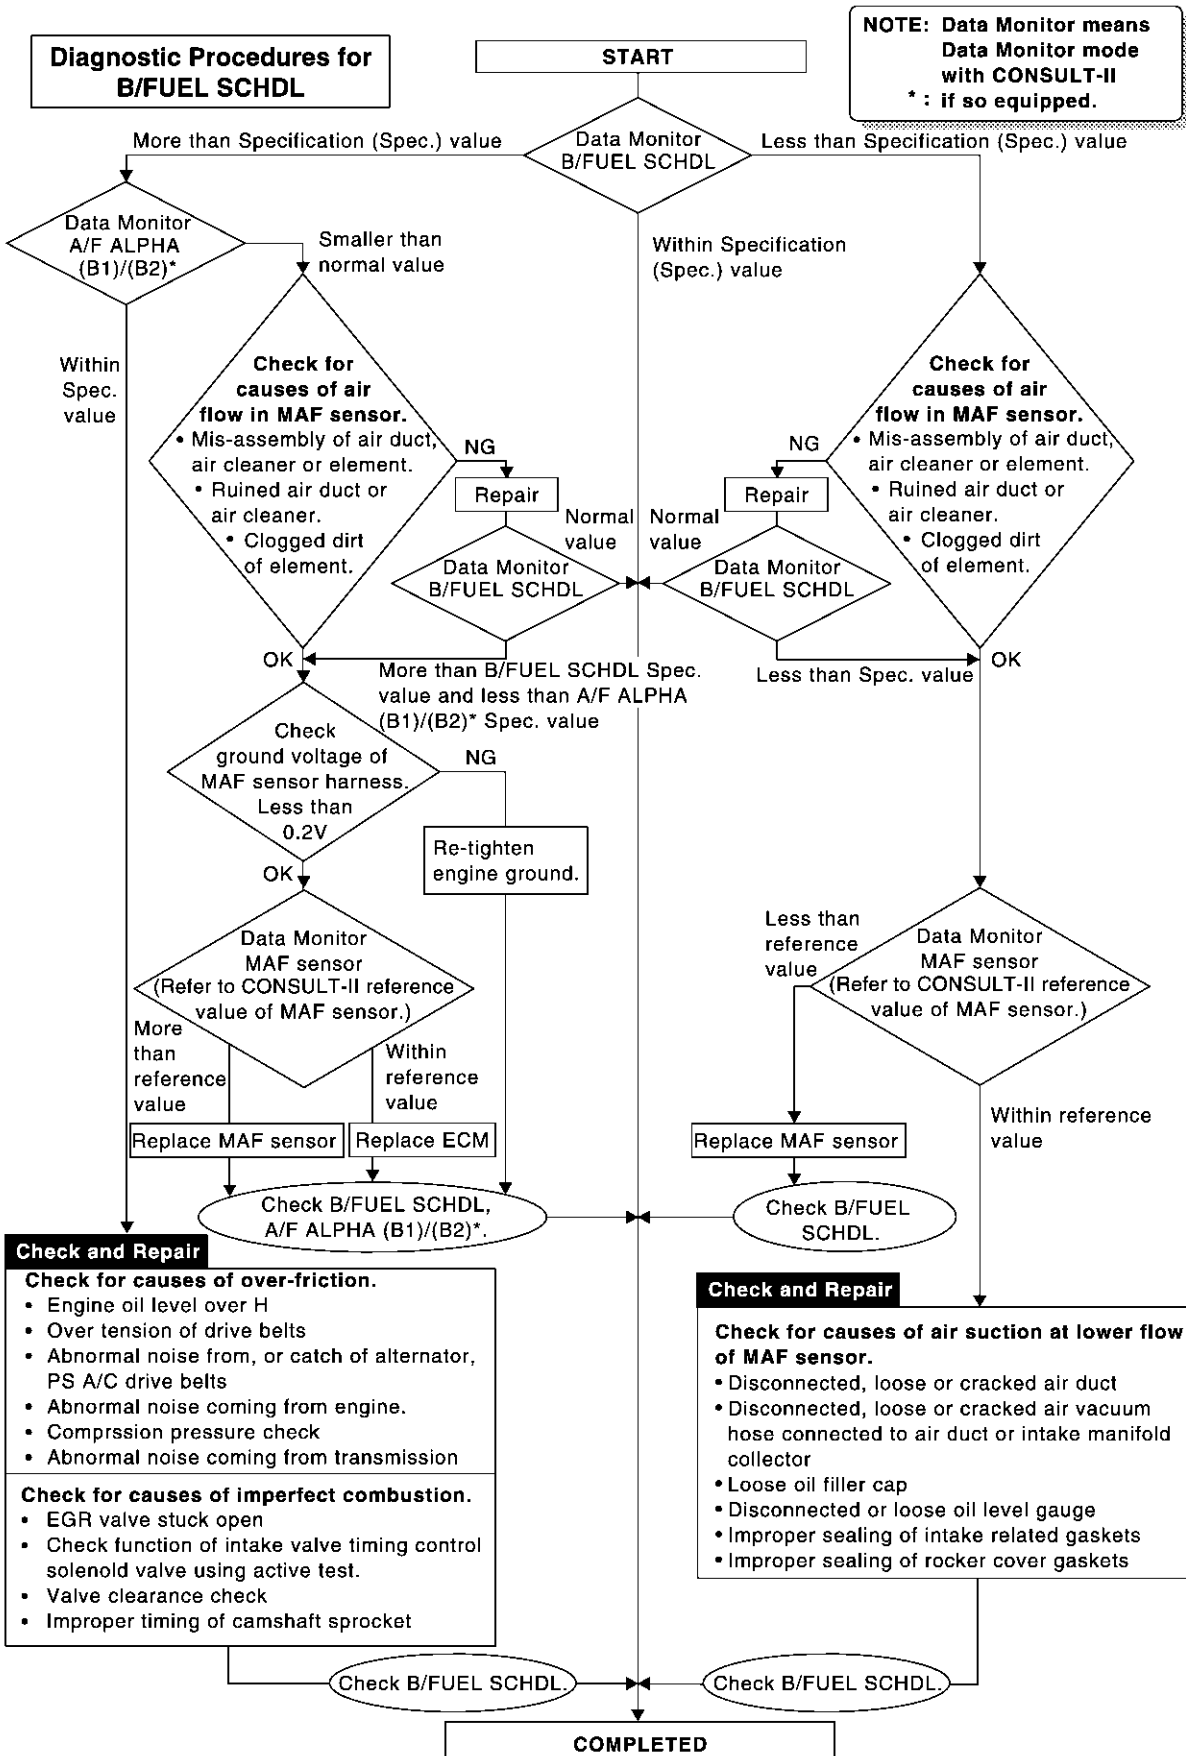 Diagnostic Procedures for
B/FUEL SCHDL
START
NOTE: Data Monitor means
Data Monitor mode
with CONSULT-II
* : if so equipped.
More than Specification (Spec.) value
Data Monitor
B/FUEL SCHDL
Less than Specification (Spec.) value
Data Monitor
A/F ALPHA
(B1)/(B2)*
Smaller than
normal value
Within Specification
(Spec.) value
Within
Spec.
value
Check for
causes of air
flow in MAF sensor.
• Mis-assembly of air duct,
air cleaner or element.
• Ruined air duct or
air cleaner.
• Clogged dirt
of element.
NG
Repair
Normal
value
Data Monitor
B/FUEL SCHDL
Check for
causes of air
flow in MAF sensor.
• Mis-assembly of air duct,
air cleaner or element.
• Ruined air duct or
air cleaner.
• Clogged dirt
of element.
NG
Repair
Normal
value
Data Monitor
B/FUEL SCHDL
OK
More than B/FUEL SCHDL Spec.
value and less than A/F ALPHA
(B1)/(B2)* Spec. value
Less than Spec. value
OK
Check
ground voltage of
MAF sensor harness.
Less than
0.2V
NG
Re-tighten
engine ground.
OK
Data Monitor
MAF sensor
(Refer to CONSULT-II reference
value of MAF sensor.)
More
than
reference
value
Within
reference
value
Replace MAF sensor
Replace ECM
Check B/FUEL SCHDL,
A/F ALPHA (B1)/(B2)*.
Less than
reference
value
Data Monitor
MAF sensor
(Refer to CONSULT-II reference
value of MAF sensor.)
Within reference
value
Replace MAF sensor
Check B/FUEL
SCHDL.
Check and Repair
Check for causes of over-friction.
• Engine oil level over H
• Over tension of drive belts
• Abnormal noise from, or catch of alternator,
PS A/C drive belts
• Abnormal noise coming from engine.
• Comprssion pressure check
• Abnormal noise coming from transmission
Check for causes of imperfect combustion.
• EGR valve stuck open
• Check function of intake valve timing control
solenold valve using active test.
• Valve clearance check
• Improper timing of camshaft sprocket
Check and Repair
Check for causes of air suction at lower flow
of MAF sensor.
• Disconnected, loose or cracked air duct
• Disconnected, loose or cracked air vacuum
hose connected to air duct or intake manifold
collector
• Loose oil filler cap
• Disconnected or loose oil level gauge
• Improper sealing of intake related gaskets
• Improper sealing of rocker cover gaskets
Check B/FUEL SCHDL.
Check B/FUEL SCHDL.
COMPLETED